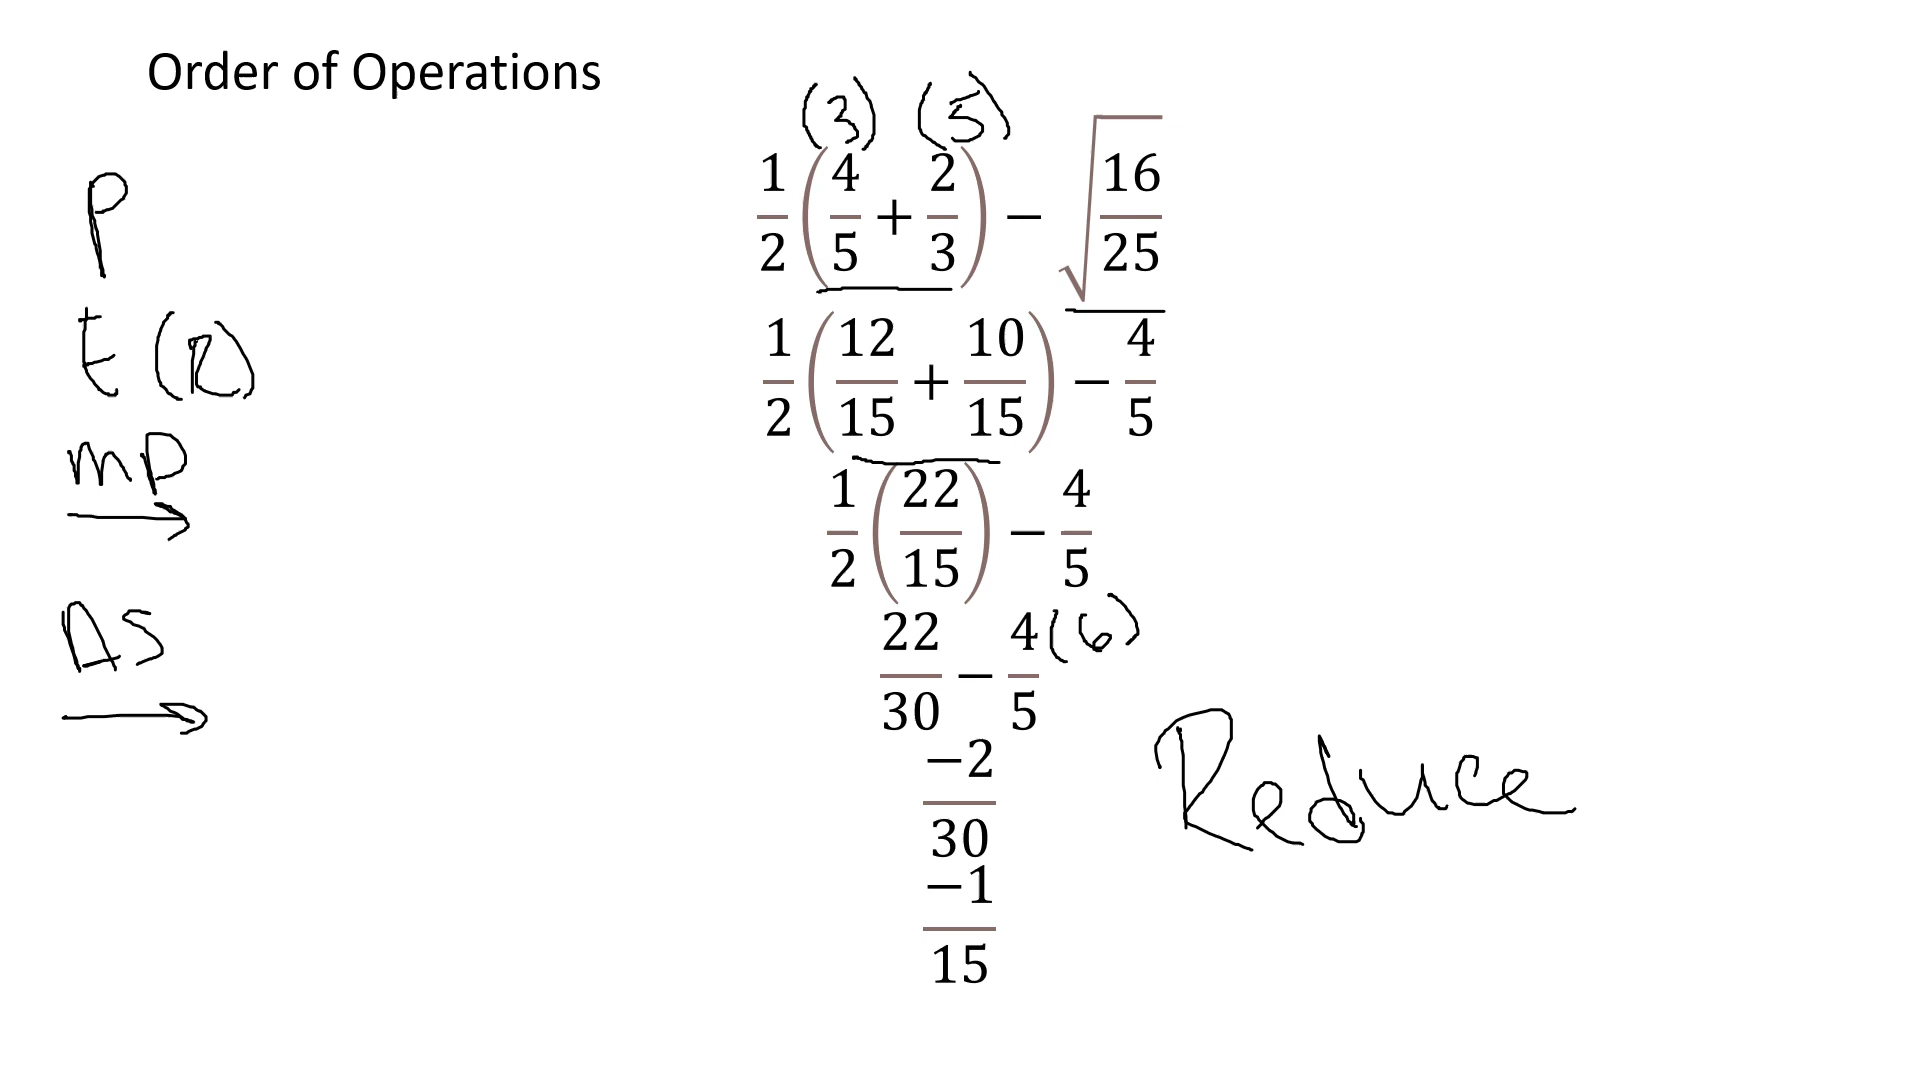 Order of Operations
(3) (5)
1/2(4/5 + 2/3) − √16/25
P
E (R)
1/2(12/15 + 10/15) − 4/5
MD
1/2(22/15) − 4/5
AS
22/30 − 4/5 (6)
−2/30
Reduce
−1/15